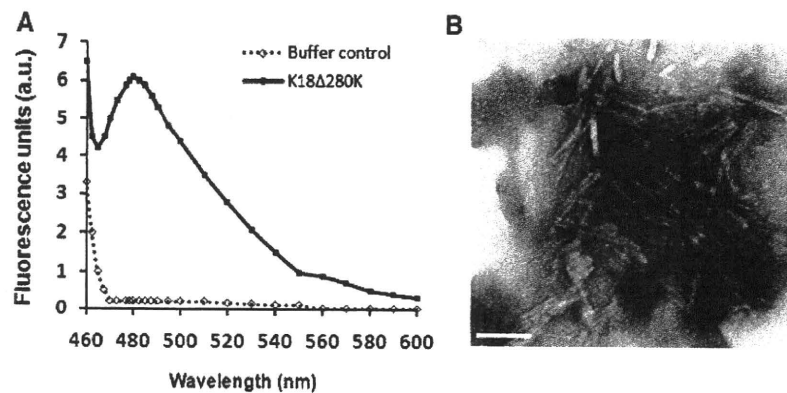 A
B
Fluorescence units (a.u.)
7
6
5
4
3
2
1
0
Buffer control
K18Δ280K
460 480 500 520 540 560 580 600
Wavelength (nm)